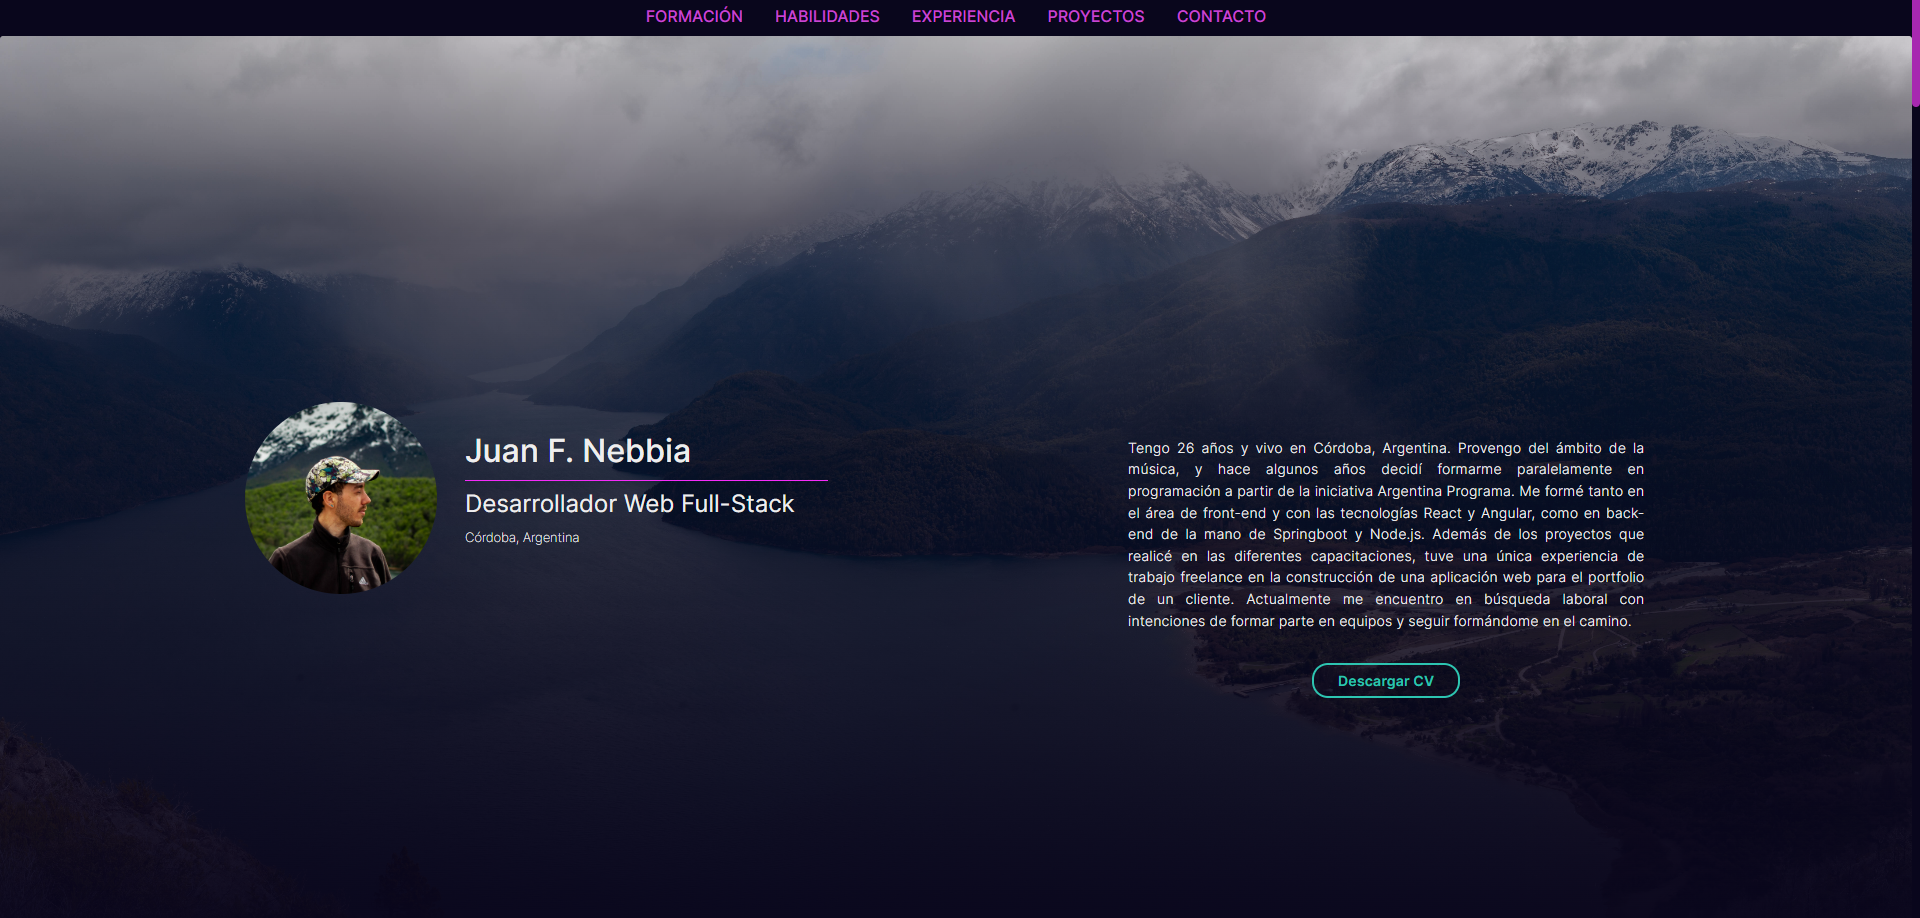 FORMACIÓN HABILIDADES EXPERIENCIA PROYECTOS CONTACTO
Juan F. Nebbia
Desarrollador Web Full-Stack
Córdoba, Argentina
Tengo 26 años y vivo en Córdoba, Argentina. Provengo del ámbito de la
música, y hace algunos años decidí formarme paralelamente en
programación a partir de la iniciativa Argentina Programa. Me formé tanto en
el área de front-end y con las tecnologías React y Angular, como en back-
end de la mano de Springboot y Node.js. Además de los proyectos que
realicé en las diferentes capacitaciones, tuve una única experiencia de
trabajo freelance en la construcción de una aplicación web para el portfolio
de un cliente. Actualmente me encuentro en búsqueda laboral con
intenciones de formar parte en equipos y seguir formándome en el camino.
Descargar CV